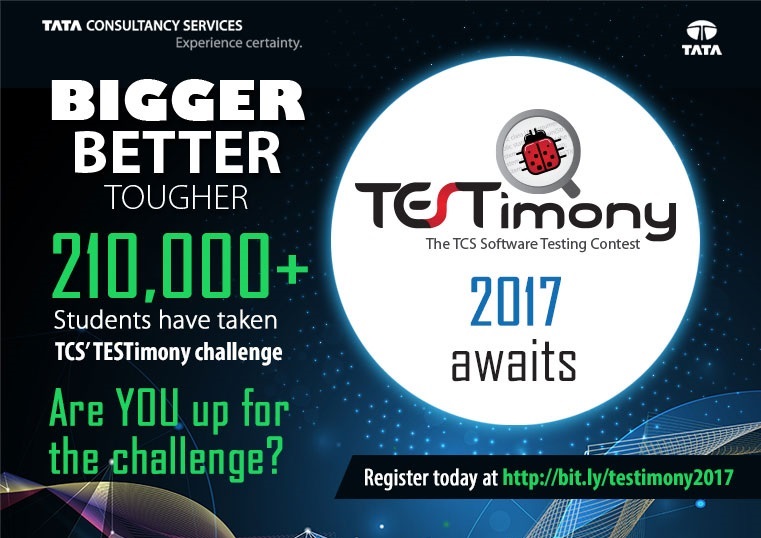 TATA CONSULTANCY SERVICES
Experience certainty.
TATA
BIGGER
BETTER
TOUGHER
210,000+
Students have taken
TCS' TESTimony challenge
Are YOU up for
the challenge?
TESTimony
The TCS Software Testing Contest
2017
awaits
Register today at http://bit.ly/testimony2017